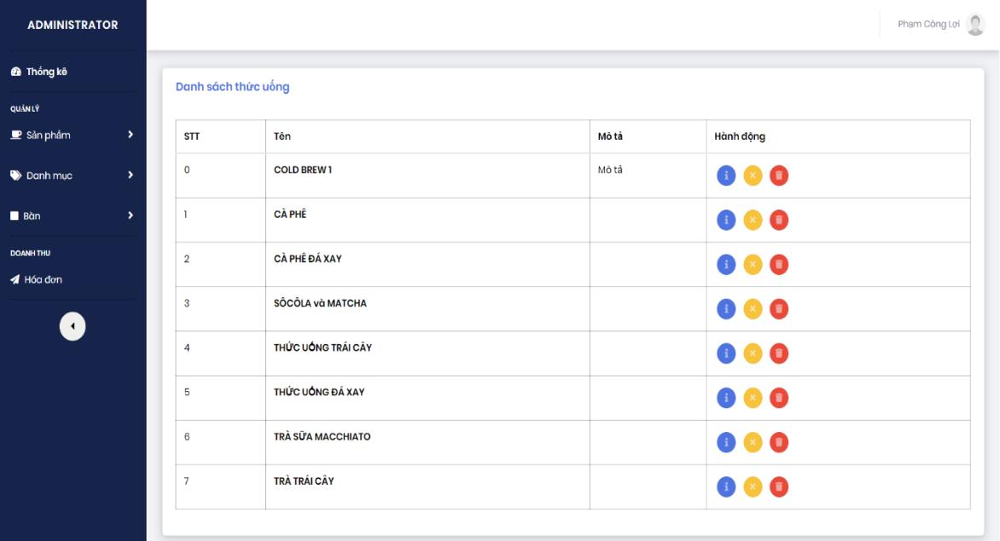 ADMINISTRATOR
Phạm Công Lợi
Thống kê
QUẢN LÝ
Sản phẩm
Danh mục
Bàn
DOANH THU
Hóa đơn
Danh sách thức uống
STT Tên Mô tả Hành động
0 COLD BREW 1 Mô tả
1 CÀ PHÊ
2 CÀ PHÊ ĐÁ XAY
3 SÔCÔLA và MATCHA
4 THỨC UỐNG TRÁI CÂY
5 THỨC UỐNG ĐÁ XAY
6 TRÀ SỮA MACCHIATO
7 TRÀ TRÁI CÂY